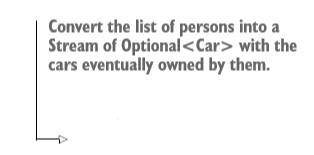 Convert the list of persons into a
Stream of Optional<Car> with the
cars eventually owned by them.